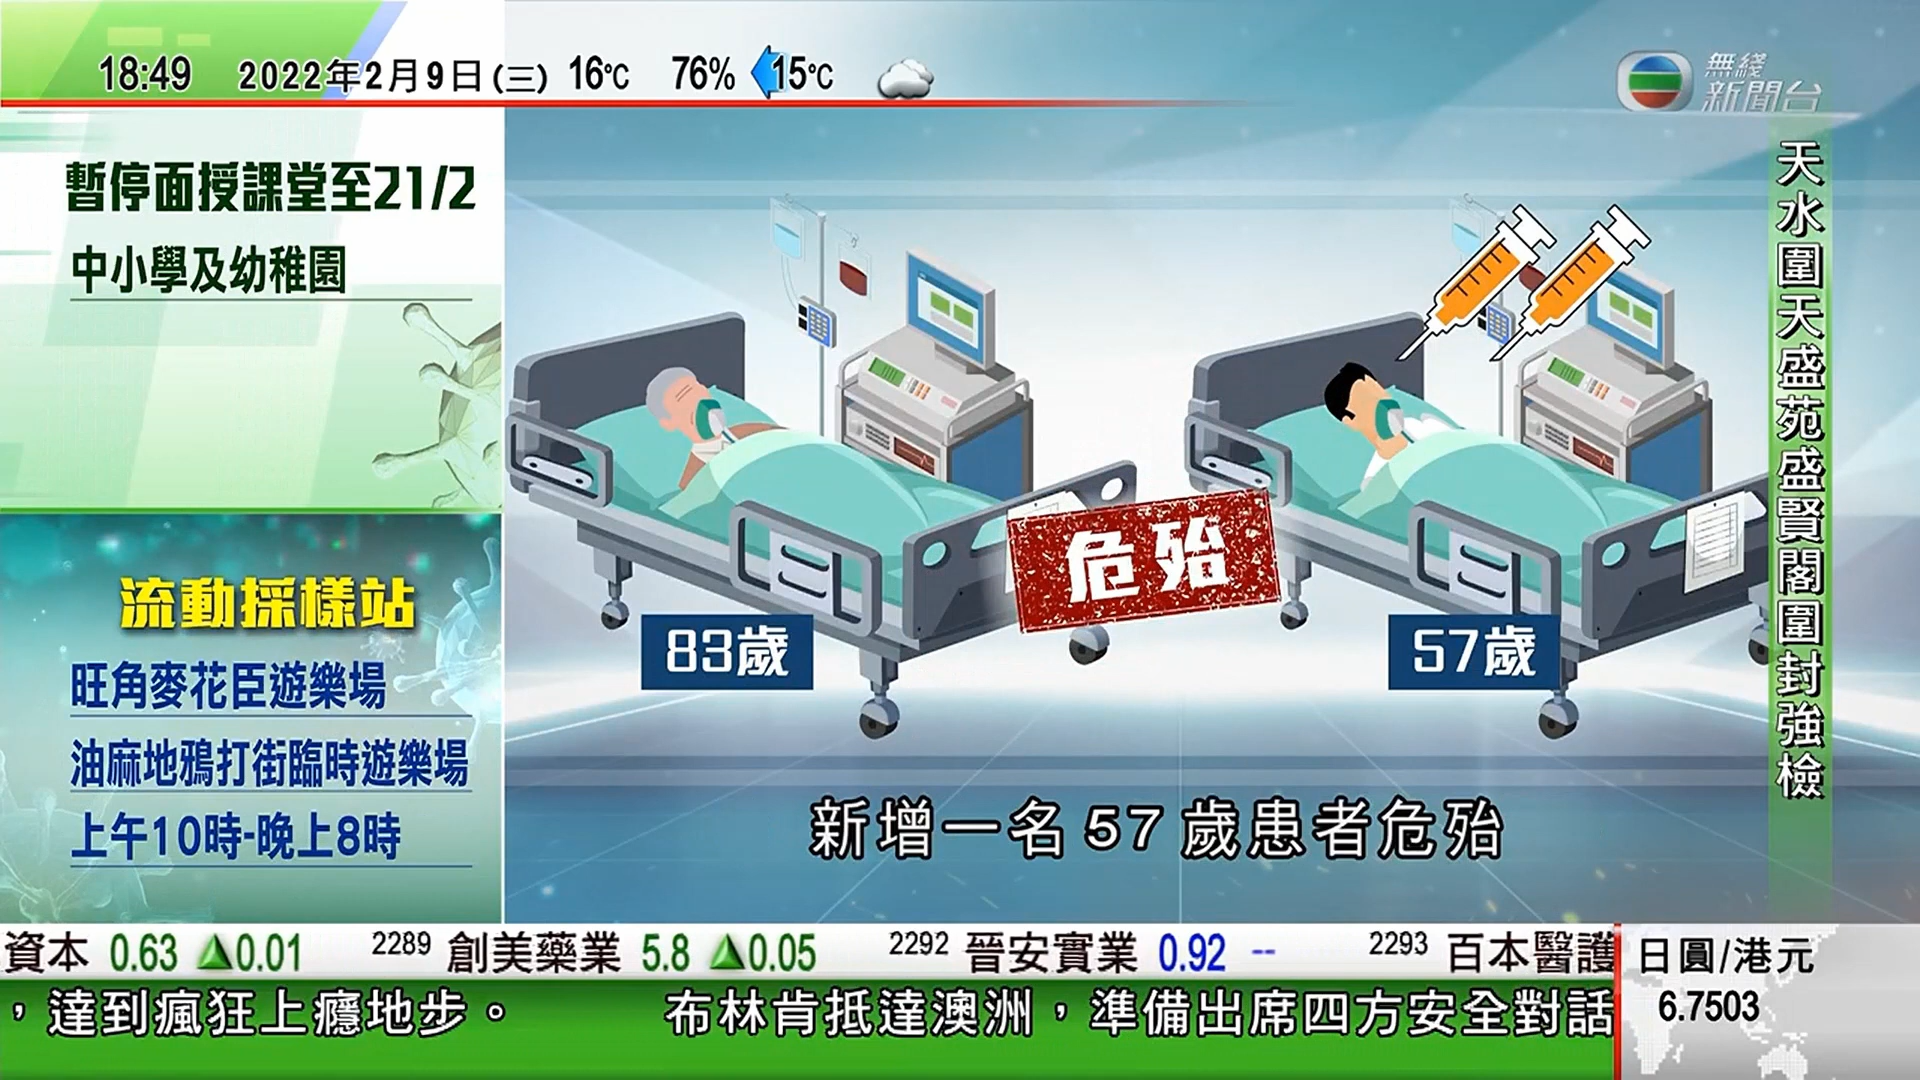 18:49 2022年2月9日(三) 16℃ 76% 15℃
無綫
新聞台
暫停面授課堂至21/2
中小學及幼稚園
流動採樣站
旺角麥花臣遊樂場
油麻地鴉打街臨時遊樂場
上午10時-晚上8時
危殆
83歲
57歲
新增一名57歲患者危殆
天水圍天盛苑盛賢閣圍封強檢
資本 0.63 ▲0.01 2289 創美藥業 5.8 ▲0.05 2292 晉安實業 0.92 -- 2293 百本醫護
日圓/港元
6.7503
，達到瘋狂上癮地步。 布林肯抵達澳洲，準備出席四方安全對話